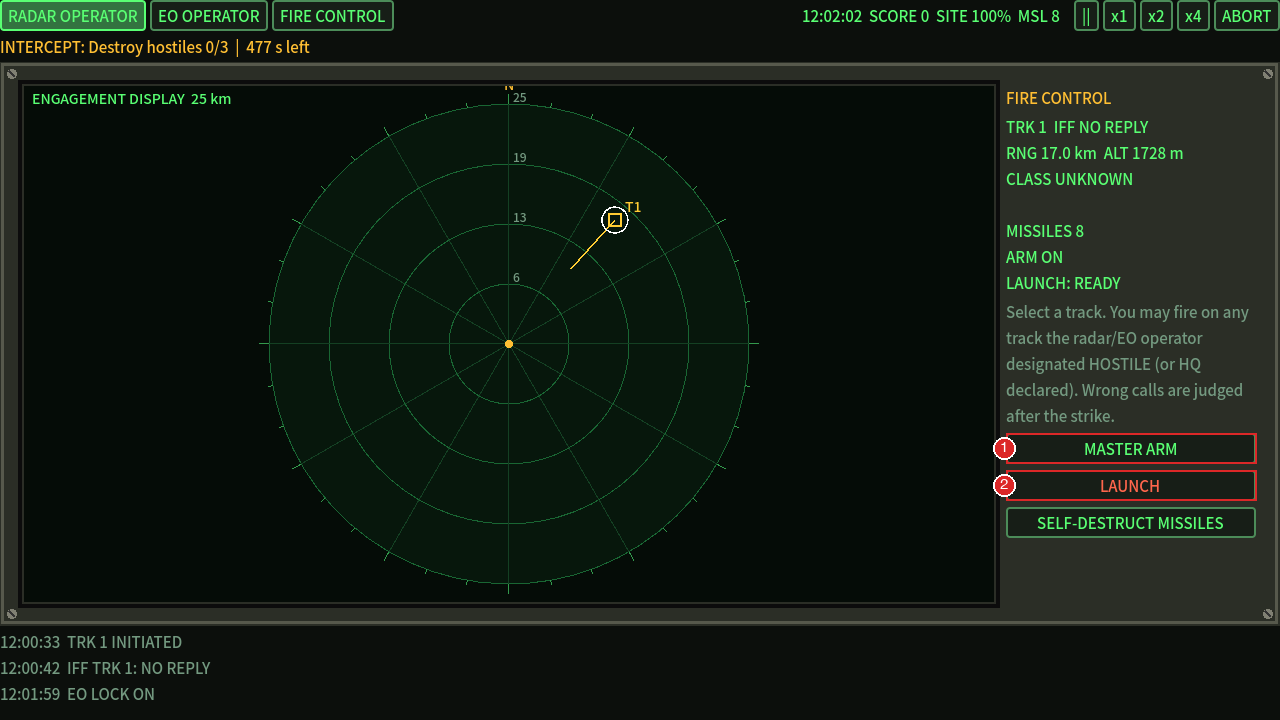 RADAR OPERATOR EO OPERATOR FIRE CONTROL 12:02:02 SCORE 0 SITE 100% MSL 8 || x1 x2 x4 ABORT
INTERCEPT: Destroy hostiles 0/3 | 477 s left
ENGAGEMENT DISPLAY 25 km
N
25
19
13
6
T1
FIRE CONTROL
TRK 1 IFF NO REPLY
RNG 17.0 km ALT 1728 m
CLASS UNKNOWN
MISSILES 8
ARM ON
LAUNCH: READY
Select a track. You may fire on any
track the radar/EO operator
designated HOSTILE (or HQ
declared). Wrong calls are judged
after the strike.
1 MASTER ARM
2 LAUNCH
SELF-DESTRUCT MISSILES
12:00:33 TRK 1 INITIATED
12:00:42 IFF TRK 1: NO REPLY
12:01:59 EO LOCK ON